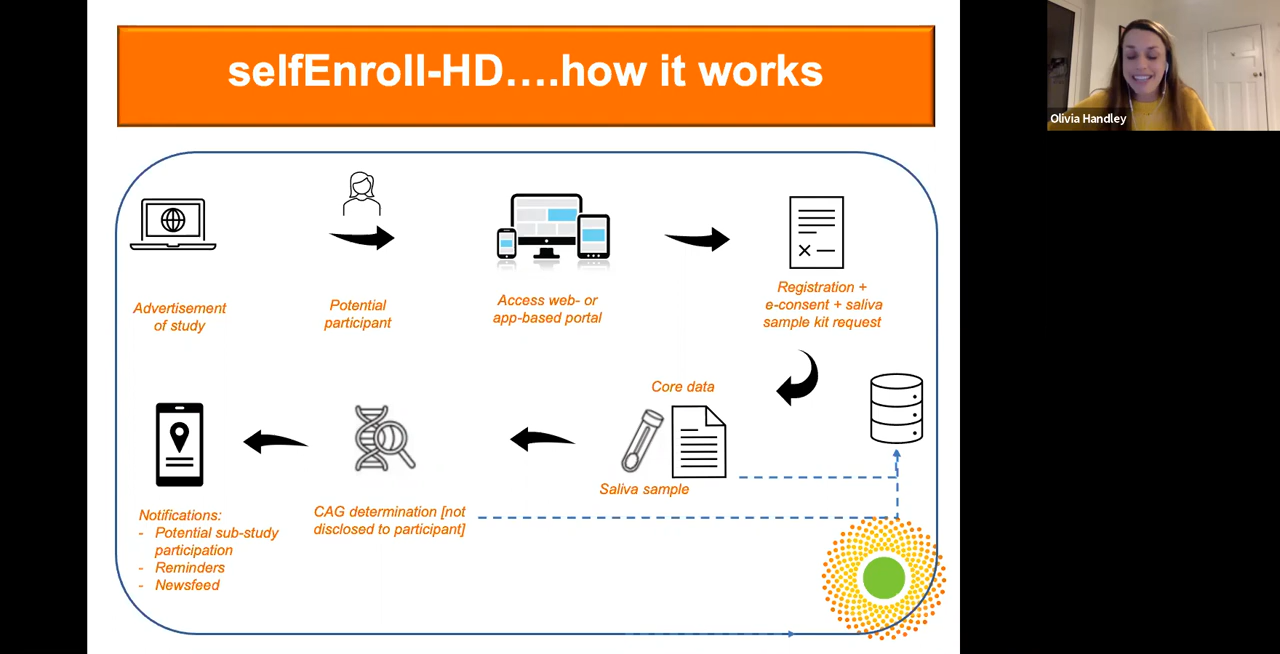 selfEnroll-HD....how it works
Olivia Handley
Advertisement
of study
Potential
participant
Access web- or
app-based portal
Registration +
e-consent + saliva
sample kit request
Core data
Saliva sample
CAG determination [not
disclosed to participant]
Notifications:
- Potential sub-study
participation
- Reminders
- Newsfeed